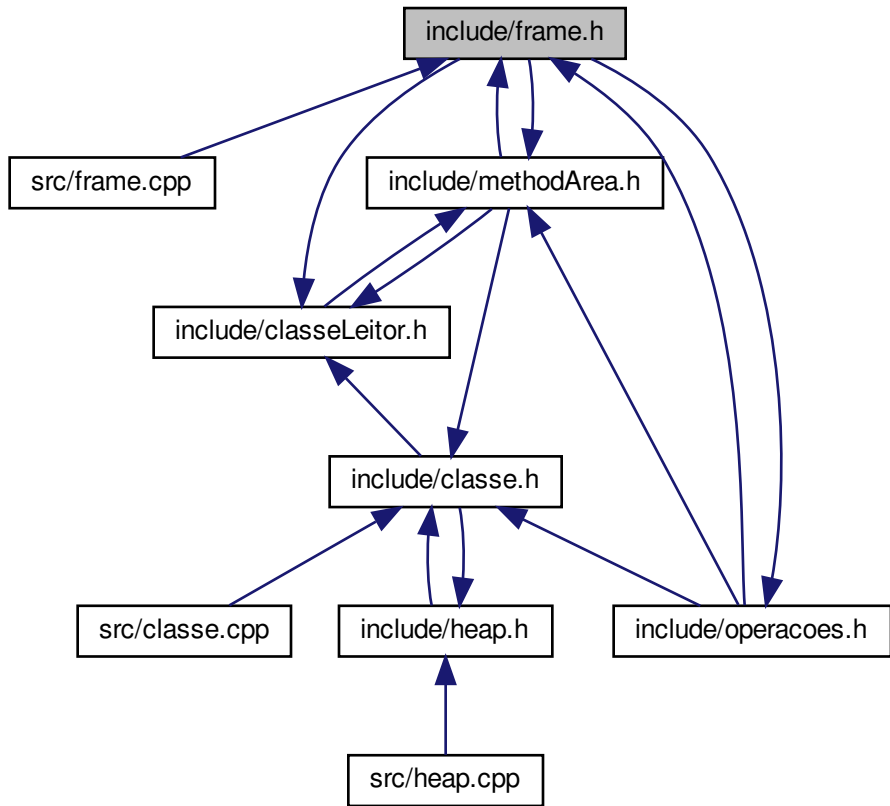 include/frame.h
src/frame.cpp
include/methodArea.h
include/classeLeitor.h
include/classe.h
src/classe.cpp
include/heap.h
include/operacoes.h
src/heap.cpp